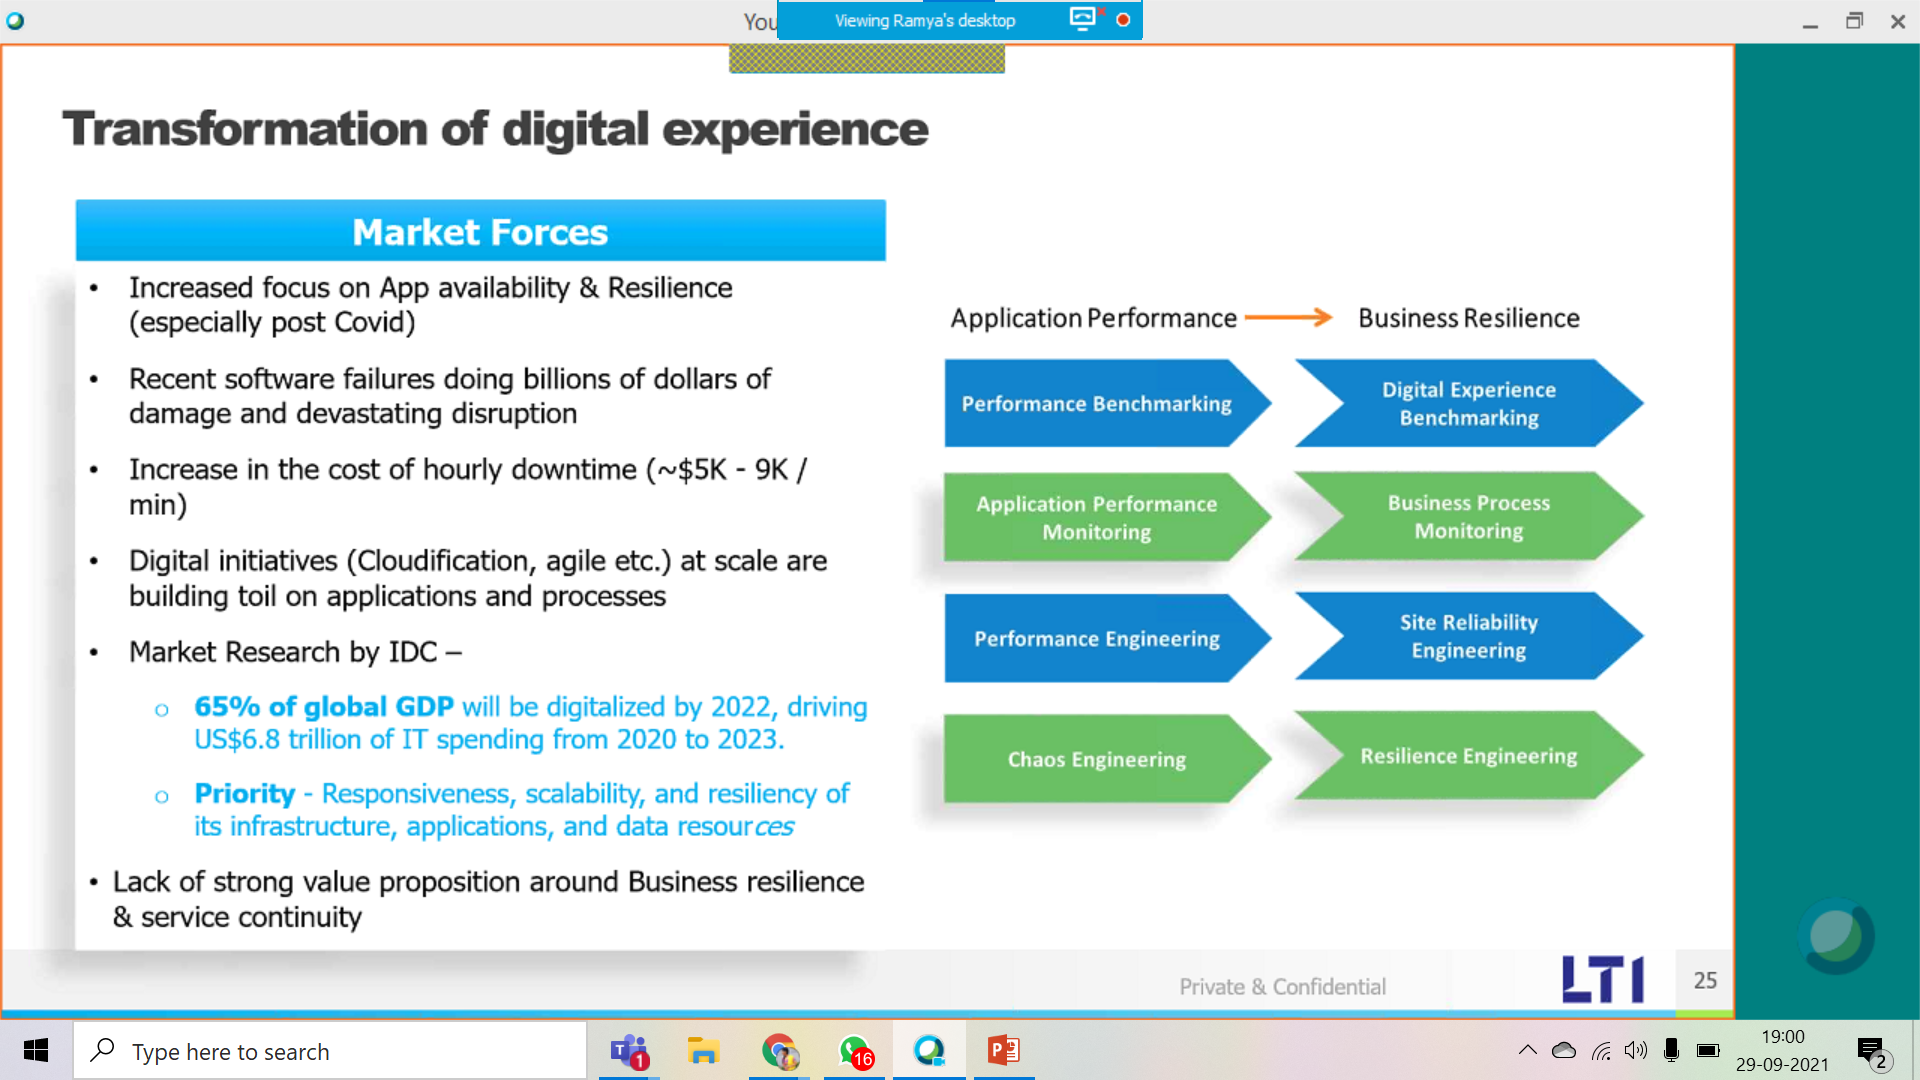 You
Viewing Ramya's desktop
Transformation of digital experience
Market Forces
• Increased focus on App availability & Resilience
(especially post Covid)
• Recent software failures doing billions of dollars of
damage and devastating disruption
• Increase in the cost of hourly downtime (~$5K - 9K /
min)
• Digital initiatives (Cloudification, agile etc.) at scale are
building toil on applications and processes
• Market Research by IDC –
o 65% of global GDP will be digitalized by 2022, driving
US$6.8 trillion of IT spending from 2020 to 2023.
o Priority - Responsiveness, scalability, and resiliency of
its infrastructure, applications, and data resources
• Lack of strong value proposition around Business resilience
& service continuity
Application Performance Business Resilience
Performance Benchmarking
Digital Experience
Benchmarking
Application Performance
Monitoring
Business Process
Monitoring
Performance Engineering
Site Reliability
Engineering
Chaos Engineering
Resilience Engineering
Private & Confidential
LTI
25
Type here to search
1
16
19:00
29-09-2021
2